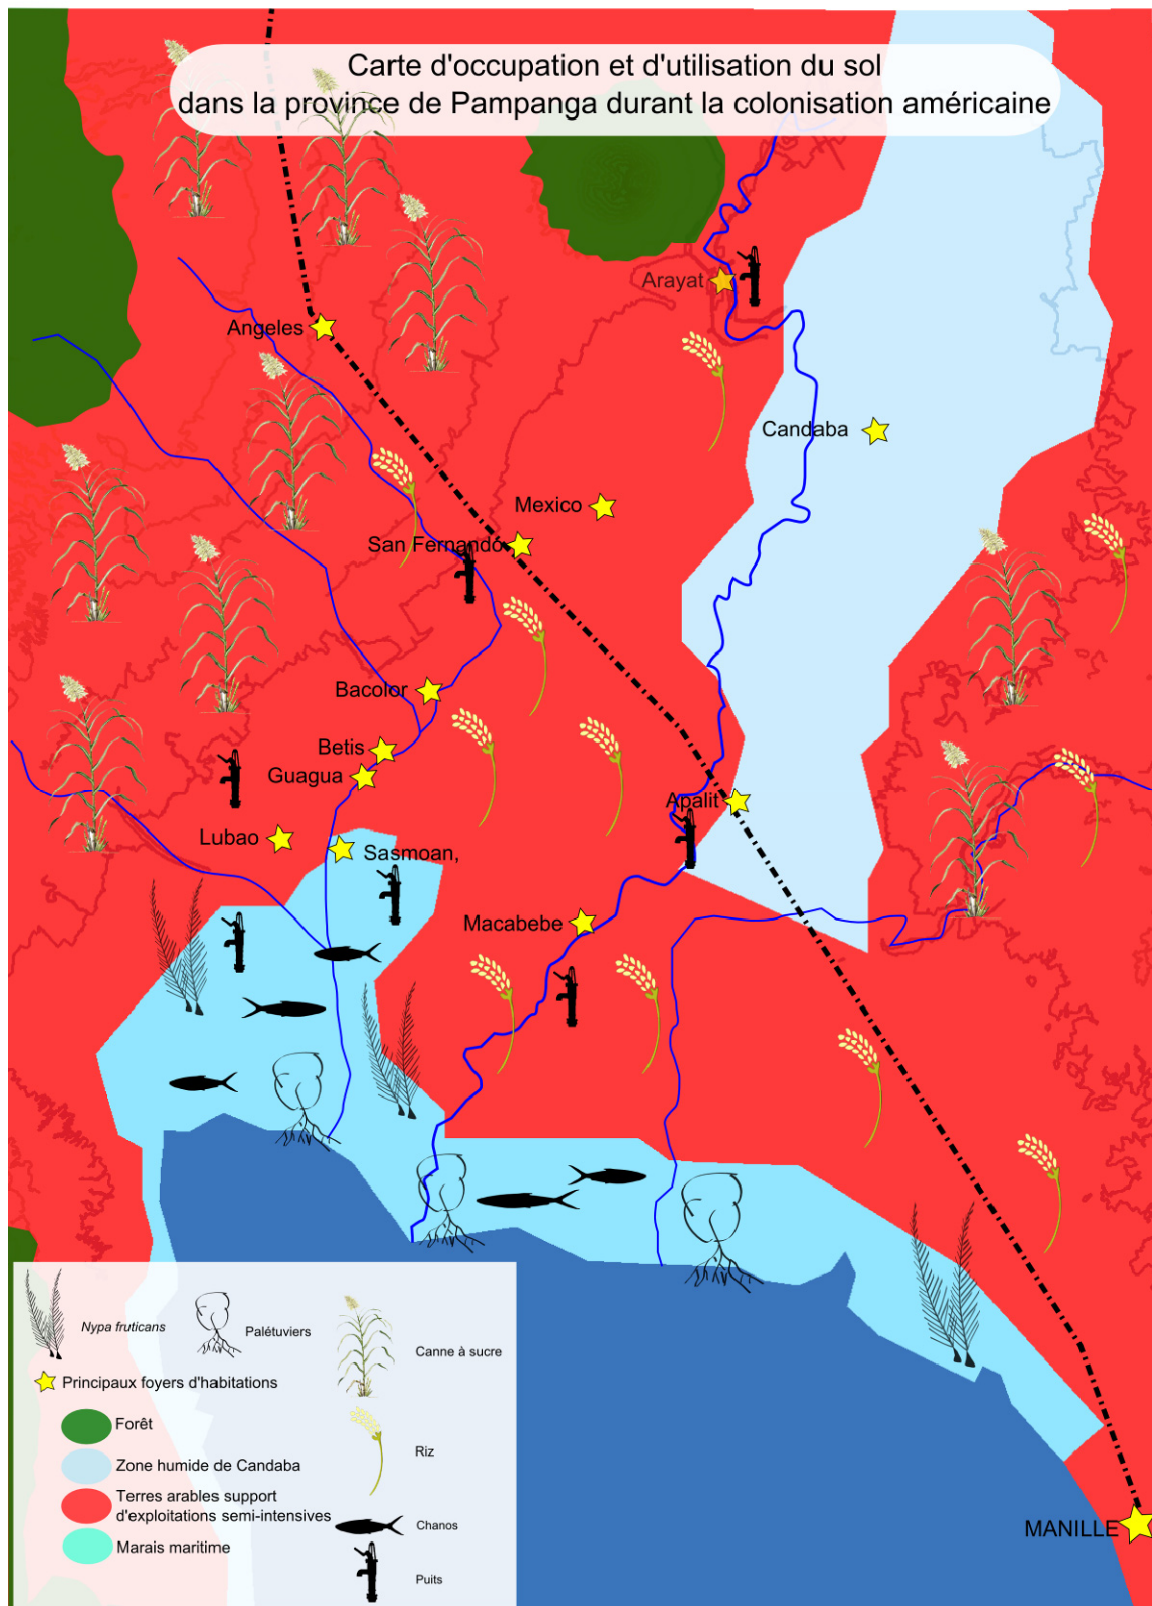 Carte d'occupation et d'utilisation du sol
dans la province de Pampanga durant la colonisation américaine
Arayat
Angeles
Candaba
Mexico
San Fernando
Bacolor
Betis
Guagua
Apalit
Lubao
Sasmoan,
Macabebe
MANILLE
Nypa fruticans
Palétuviers
Canne à sucre
Principaux foyers d'habitations
Forêt
Zone humide de Candaba
Terres arables support
d'exploitations semi-intensives
Marais maritime
Riz
Chanos
Puits